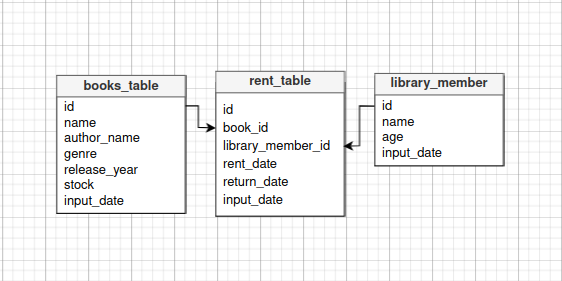 books_table
id
name
author_name
genre
release_year
stock
input_date
rent_table
id
book_id
library_member_id
rent_date
return_date
input_date
library_member
id
name
age
input_date